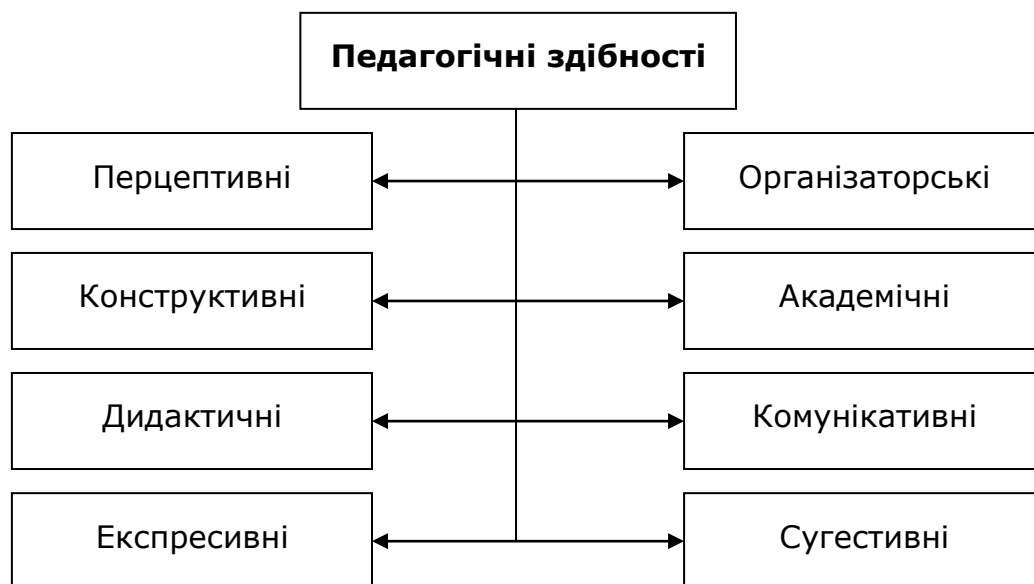 Педагогічні здібності
Перцептивні
Організаторські
Конструктивні
Академічні
Дидактичні
Комунікативні
Експресивні
Сугестивні